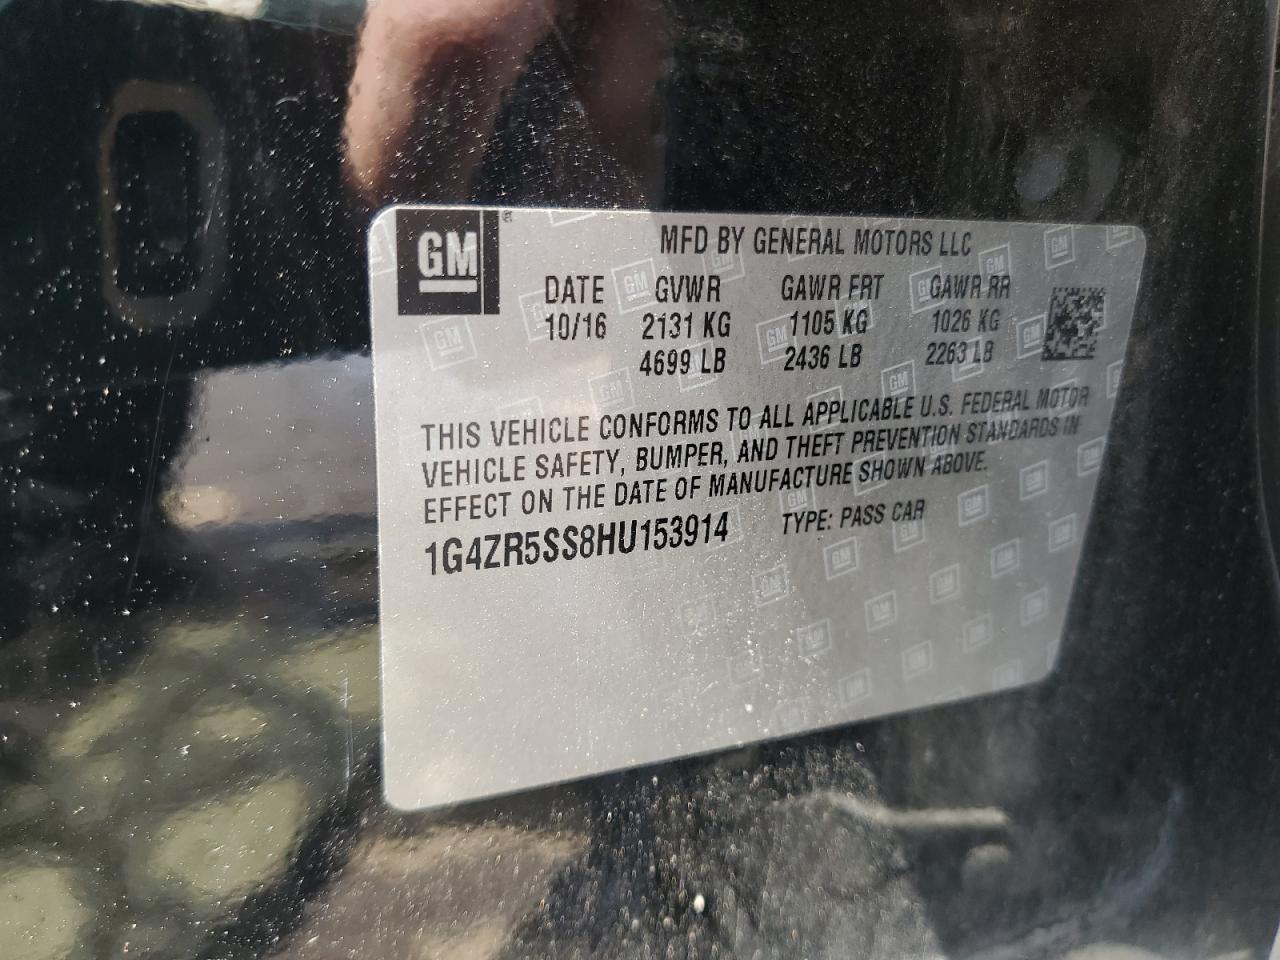 GM
MFD BY GENERAL MOTORS LLC
DATE GVWR GAWR FRT GAWR RR
10/16 2131 KG 1105 KG 1026 KG
4699 LB 2436 LB 2263 LB
THIS VEHICLE CONFORMS TO ALL APPLICABLE U.S. FEDERAL MOTOR
VEHICLE SAFETY, BUMPER, AND THEFT PREVENTION STANDARDS IN
EFFECT ON THE DATE OF MANUFACTURE SHOWN ABOVE.
1G4ZR5SS8HU153914 TYPE: PASS CAR